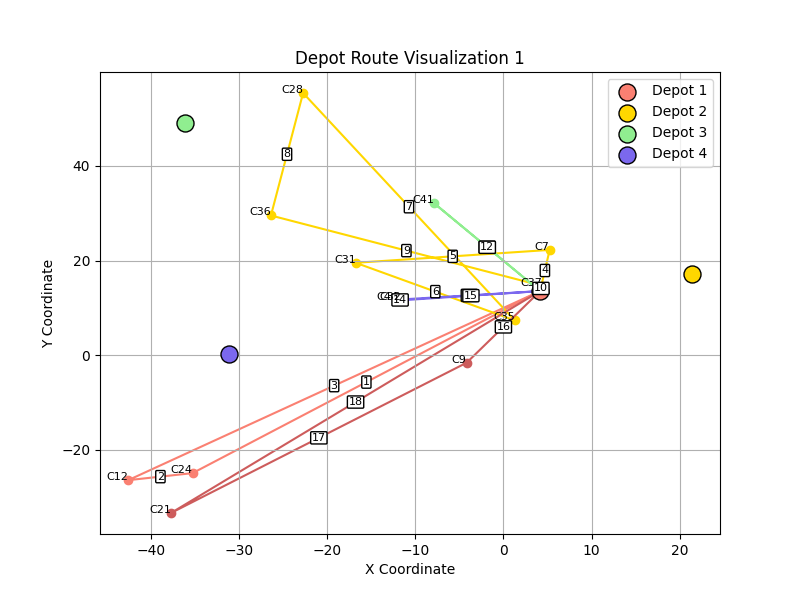 Depot Route Visualization 1
Depot 1
Depot 2
Depot 3
Depot 4
C28
8
C41
7
C36
12
9
C7
5
C31
4
C37
10
6
15
14
C35
16
C9
3
1
18
17
C24
C12
2
C21
40
20
0
−20
−40
−30
−20
−10
0
10
20
X Coordinate
Y Coordinate